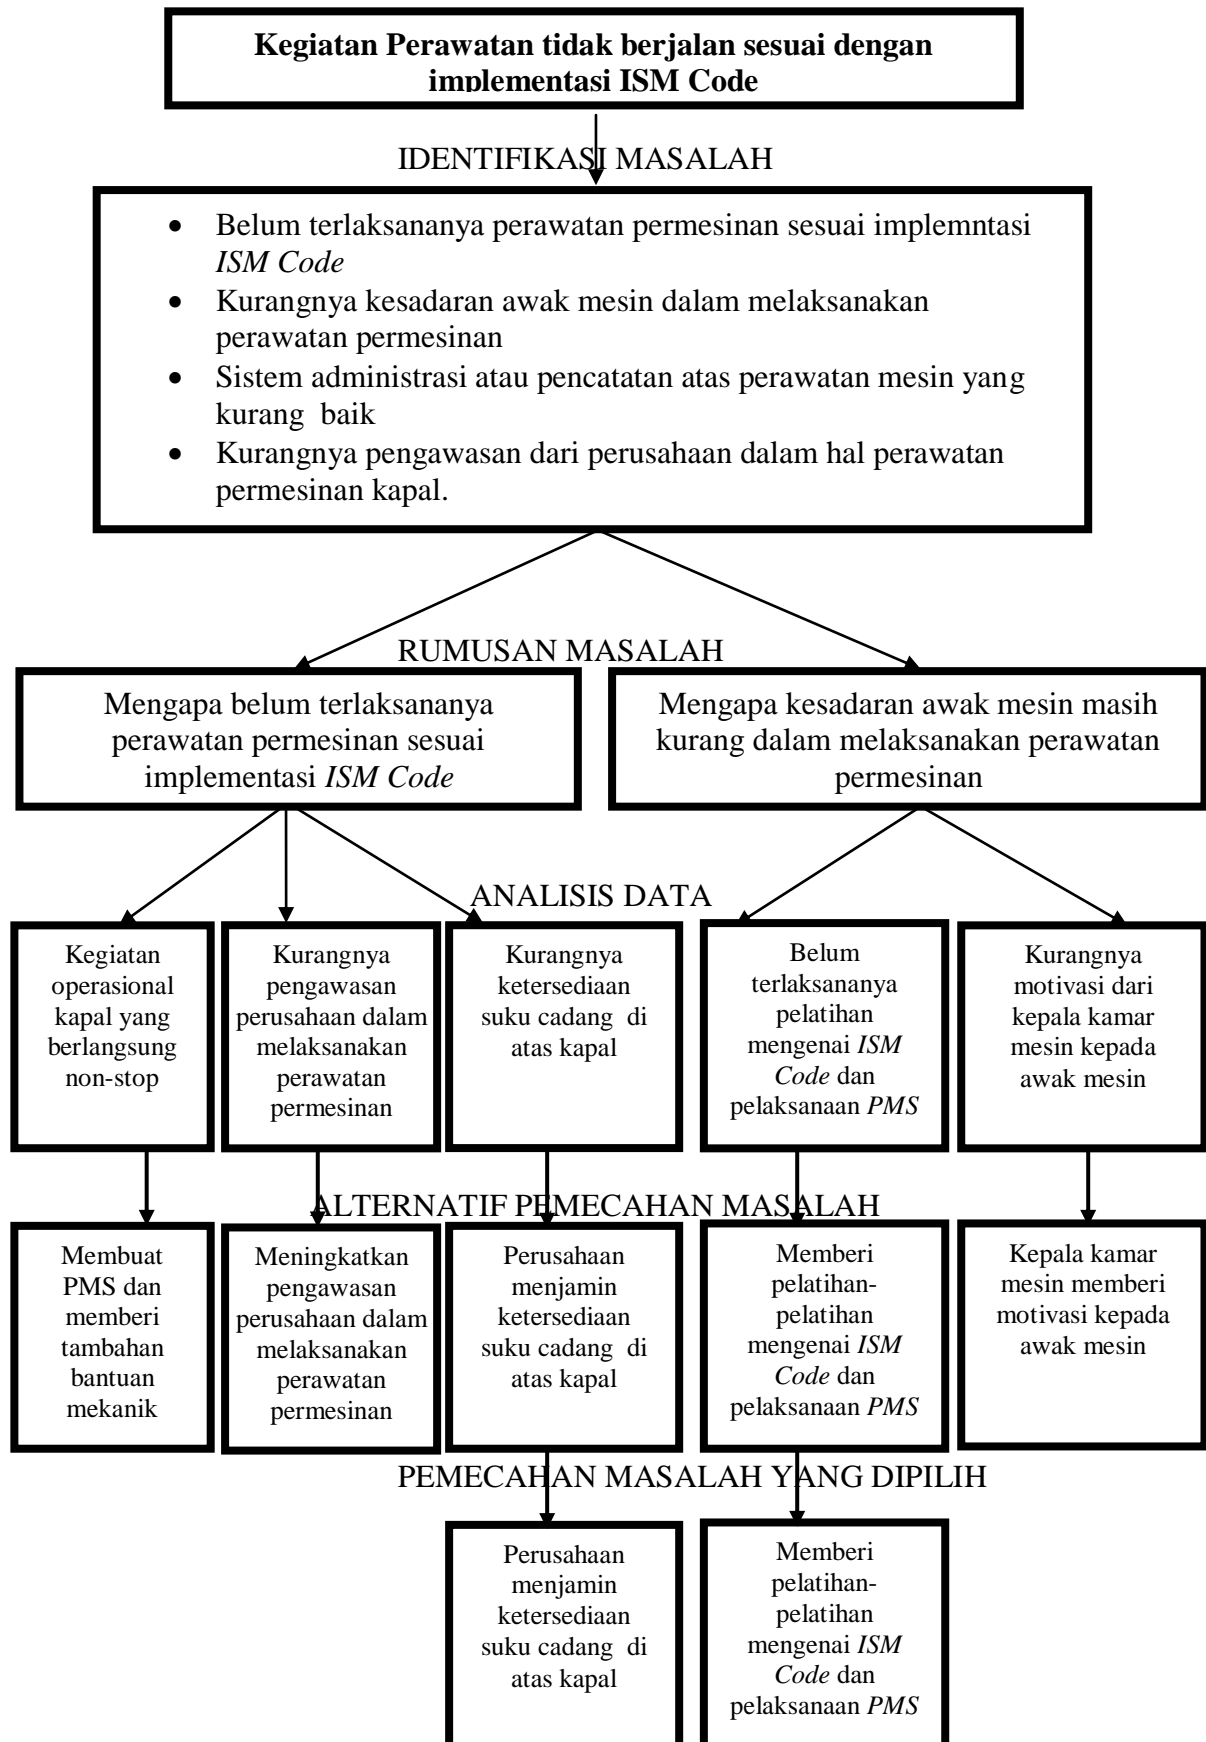 Kegiatan Perawatan tidak berjalan sesuai dengan
implementasi ISM Code
IDENTIFIKASI MASALAH
• Belum terlaksananya perawatan permesinan sesuai implemntasi
ISM Code
• Kurangnya kesadaran awak mesin dalam melaksanakan
perawatan permesinan
• Sistem administrasi atau pencatatan atas perawatan mesin yang
kurang baik
• Kurangnya pengawasan dari perusahaan dalam hal perawatan
permesinan kapal.
RUMUSAN MASALAH
Mengapa belum terlaksananya
perawatan permesinan sesuai
implementasi ISM Code
Mengapa kesadaran awak mesin masih
kurang dalam melaksanakan perawatan
permesinan
ANALISIS DATA
Kegiatan
operasional
kapal yang
berlangsung
non-stop
Kurangnya
pengawasan
perusahaan dalam
melaksanakan
perawatan
permesinan
Kurangnya
ketersediaan
suku cadang di
atas kapal
Belum
terlaksananya
pelatihan
mengenai ISM
Code dan
pelaksanaan PMS
Kurangnya
motivasi dari
kepala kamar
mesin kepada
awak mesin
ALTERNATIF PEMECAHAN MASALAH
Membuat
PMS dan
memberi
tambahan
bantuan
mekanik
Meningkatkan
pengawasan
perusahaan dalam
melaksanakan
perawatan
permesinan
Perusahaan
menjamin
ketersediaan
suku cadang di
atas kapal
Memberi
pelatihan-
pelatihan
mengenai ISM
Code dan
pelaksanaan PMS
Kepala kamar
mesin memberi
motivasi kepada
awak mesin
PEMECAHAN MASALAH YANG DIPILIH
Perusahaan
menjamin
ketersediaan
suku cadang di
atas kapal
Memberi
pelatihan-
pelatihan
mengenai ISM
Code dan
pelaksanaan PMS